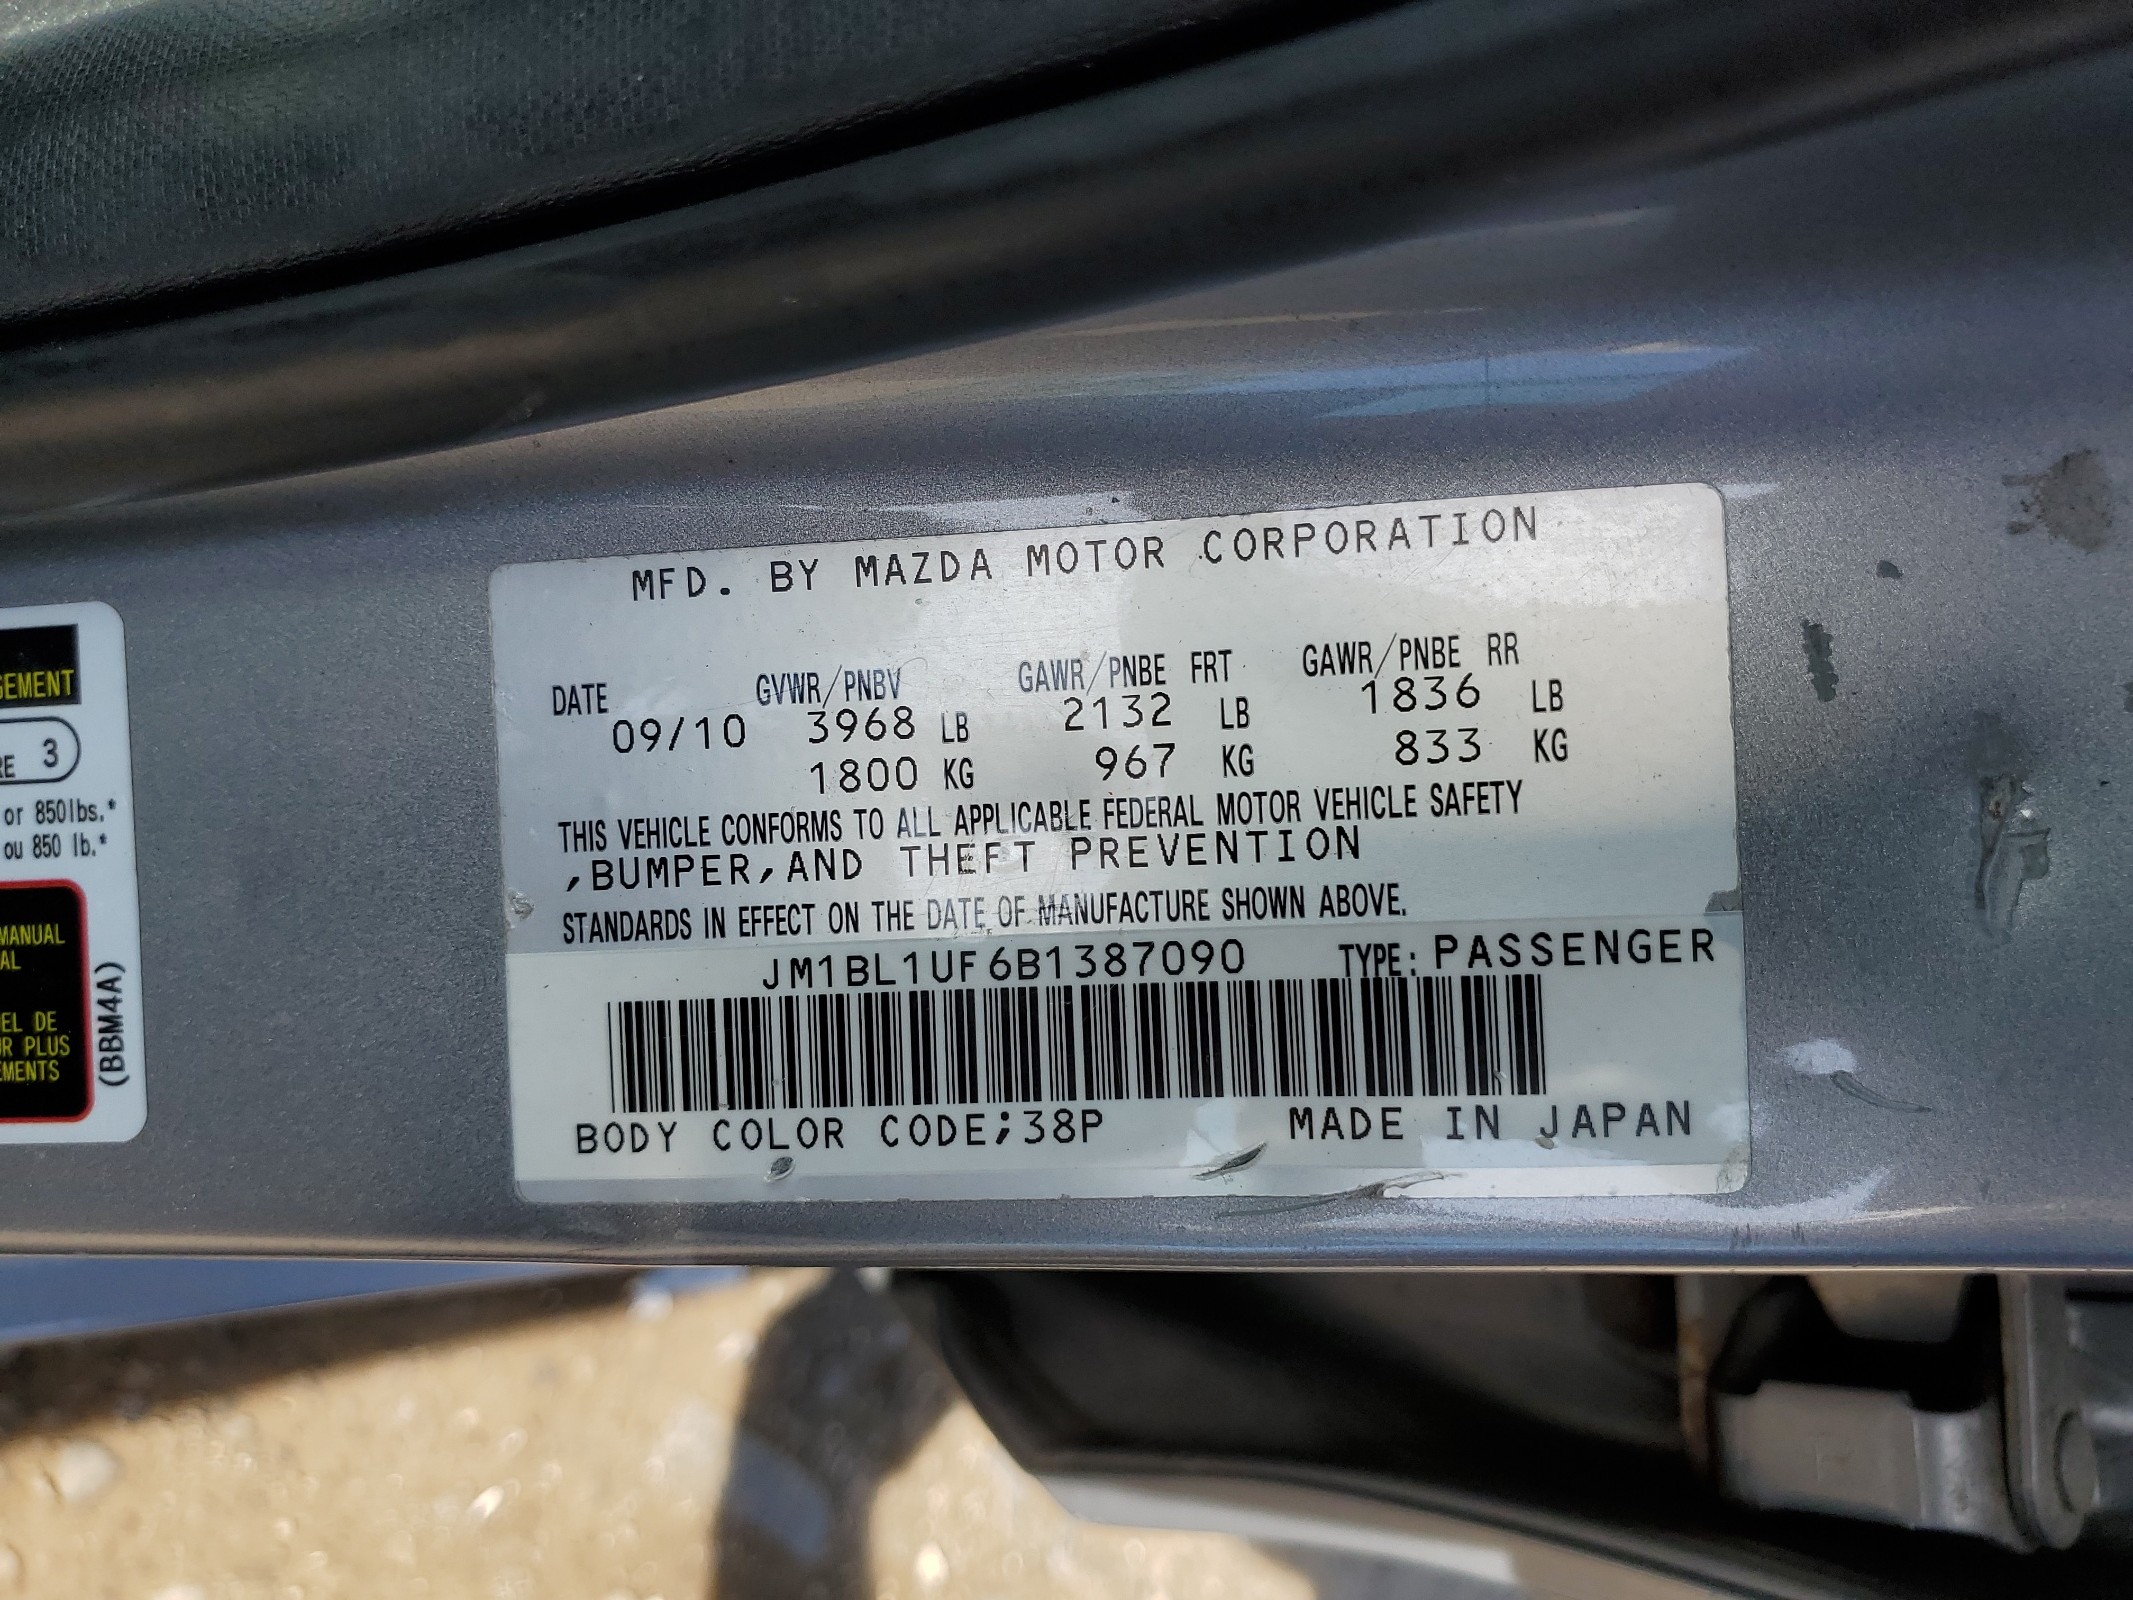 MFD. BY MAZDA MOTOR CORPORATION
DATE GVWR/PNBV GAWR/PNBE FRT GAWR/PNBE RR
09/10 3968 LB 2132 LB 1836 LB
1800 KG 967 KG 833 KG
THIS VEHICLE CONFORMS TO ALL APPLICABLE FEDERAL MOTOR VEHICLE SAFETY
,BUMPER,AND THEFT PREVENTION
STANDARDS IN EFFECT ON THE DATE OF MANUFACTURE SHOWN ABOVE.
JM1BL1UF6B1387090 TYPE: PASSENGER
BODY COLOR CODE;38P MADE IN JAPAN
GEMENT
RE 3
or 850lbs.*
ou 850 lb.*
MANUAL
AL
EL DE
R PLUS
EMENTS
(BBM4A)